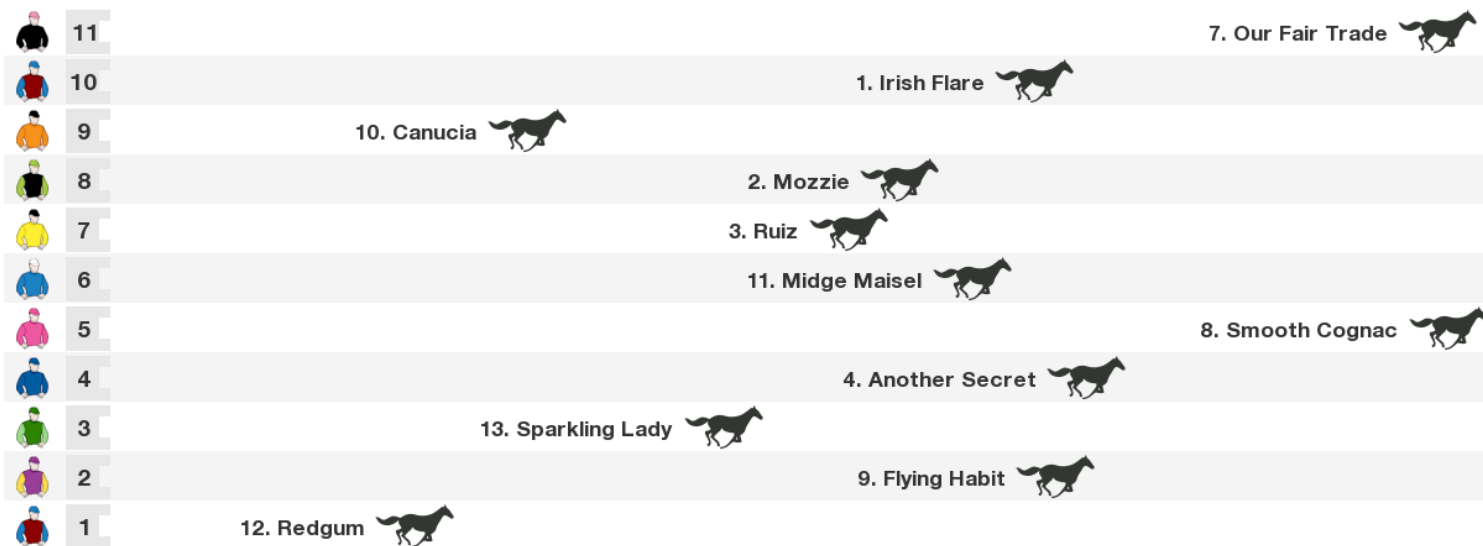 11 7. Our Fair Trade
10 1. Irish Flare
9 10. Canucia
8 2. Mozzie
7 3. Ruiz
6 11. Midge Maisel
5 8. Smooth Cognac
4 4. Another Secret
3 13. Sparkling Lady
2 9. Flying Habit
1 12. Redgum